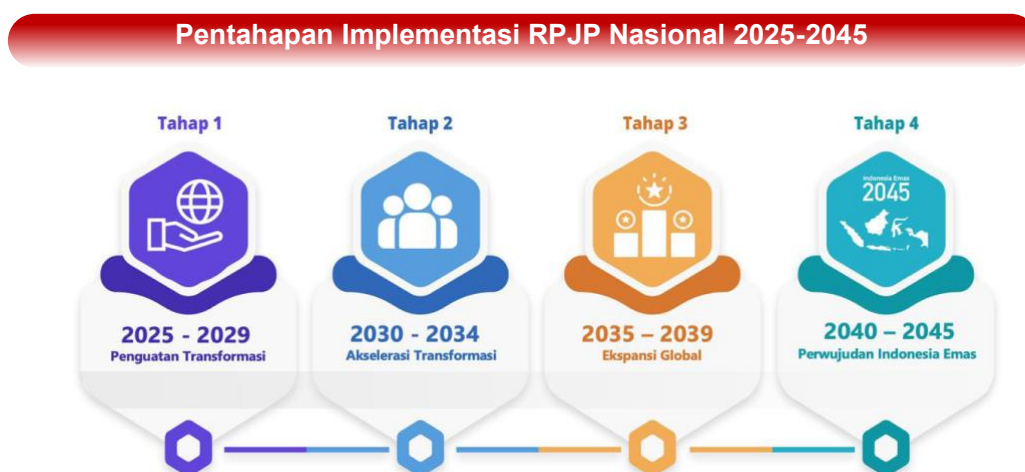 Pentahapan Implementasi RPJP Nasional 2025-2045
Tahap 1
Tahap 2
Tahap 3
Tahap 4
Indonesia Emas
2045
2025 - 2029
Penguatan Transformasi
2030 - 2034
Akselerasi Transformasi
2035 – 2039
Ekspansi Global
2040 – 2045
Perwujudan Indonesia Emas